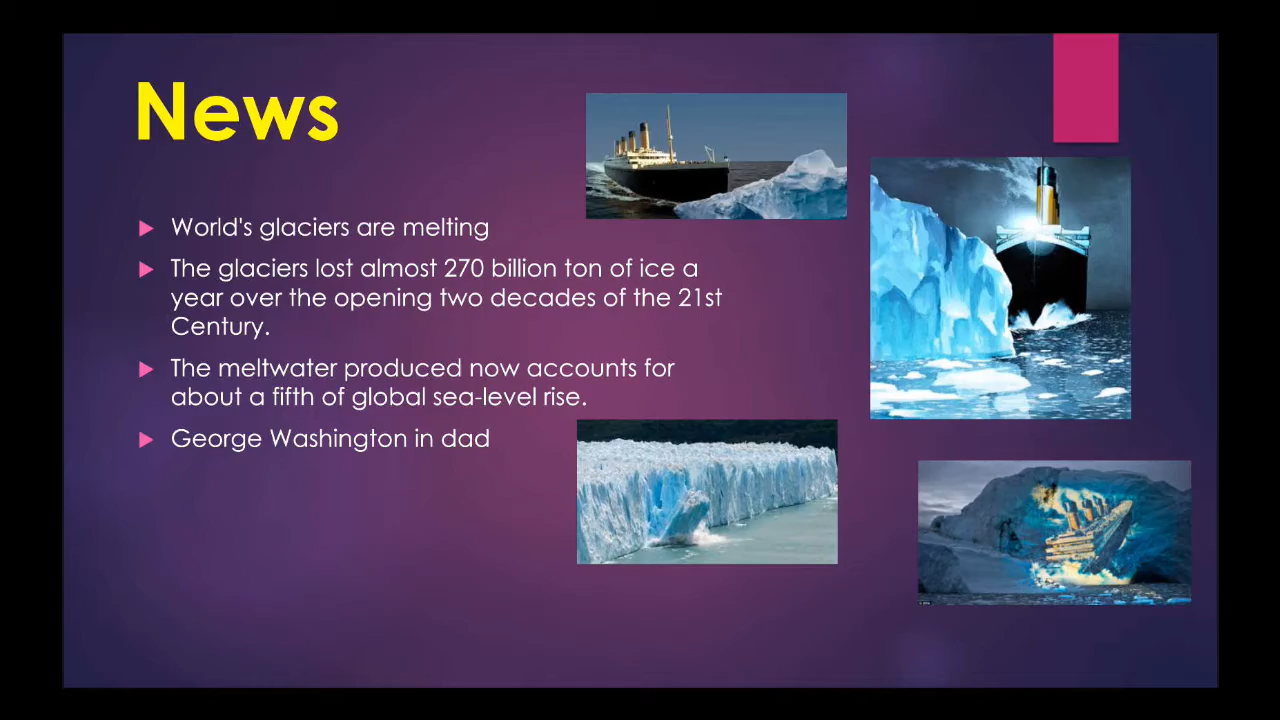 News
World's glaciers are melting
The glaciers lost almost 270 billion ton of ice a
year over the opening two decades of the 21st
Century.
The meltwater produced now accounts for
about a fifth of global sea-level rise.
George Washington in dad